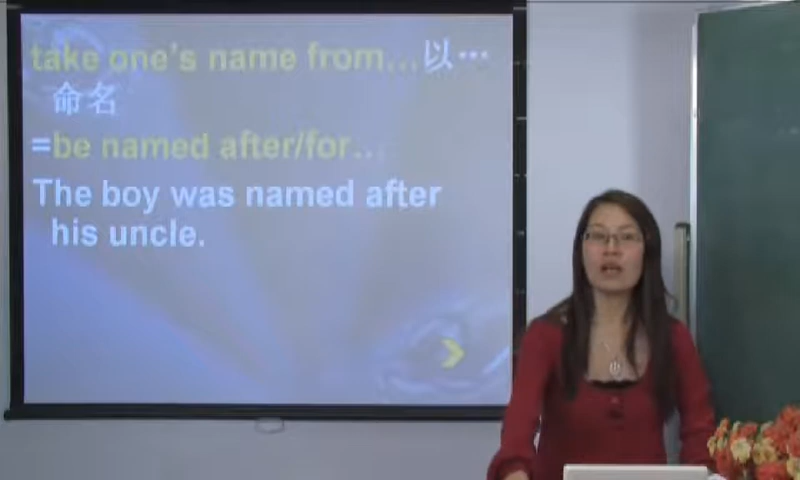 take one's name from…以…
命名
=be named after/for…
The boy was named after
his uncle.